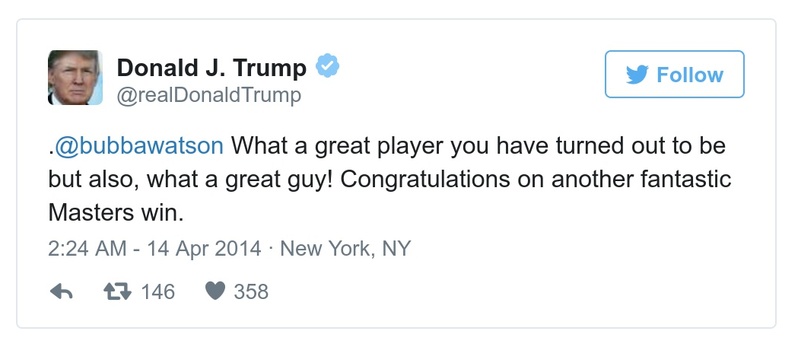 Donald J. Trump
@realDonaldTrump
Follow
.@bubbawatson What a great player you have turned out to be
but also, what a great guy! Congratulations on another fantastic
Masters win.
2:24 AM - 14 Apr 2014 · New York, NY
146 358